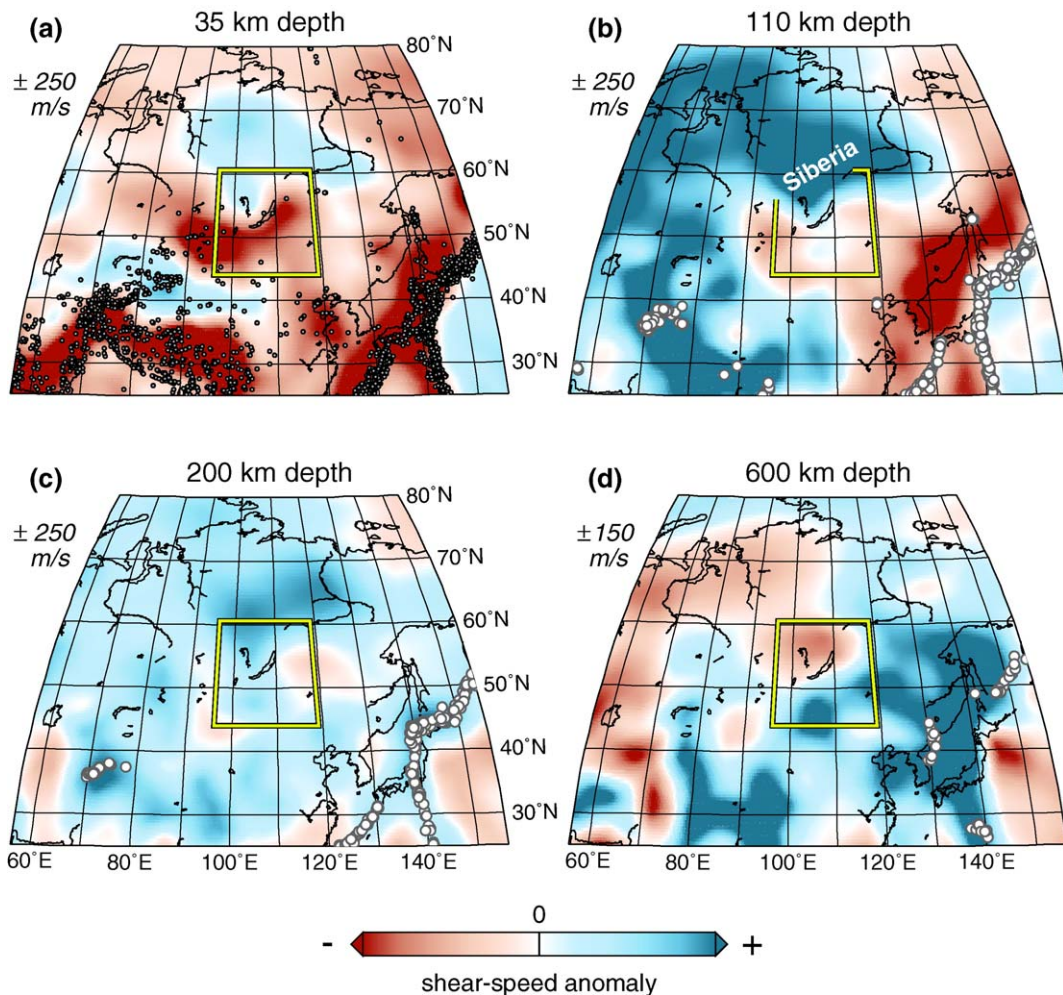 (a) 35 km depth
± 250
m/s
80°N
70°N
60°N
50°N
40°N
30°N
(b) 110 km depth
± 250
m/s
Siberia
(c) 200 km depth
± 250
m/s
80°N
70°N
60°N
50°N
40°N
30°N
60°E 80°E 100°E 120°E 140°E
(d) 600 km depth
± 150
m/s
60°E 80°E 100°E 120°E 140°E
0
- +
shear-speed anomaly